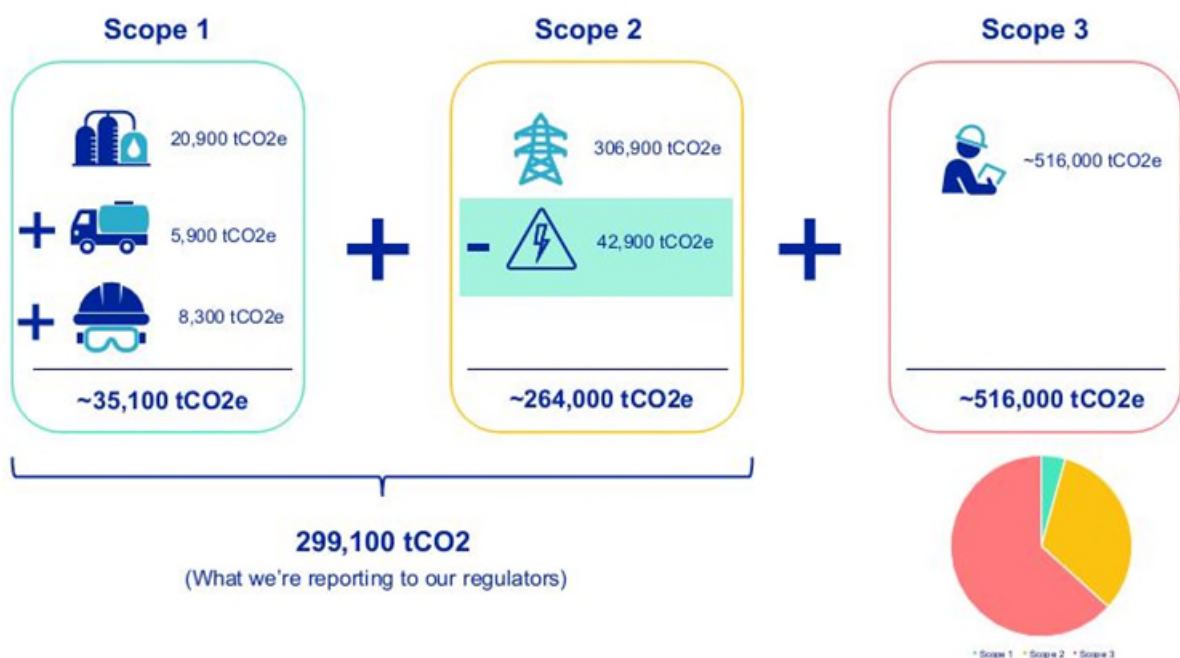 Scope 1
20,900 tCO2e
+ 5,900 tCO2e
+ 8,300 tCO2e
~35,100 tCO2e
+
Scope 2
306,900 tCO2e
- 42,900 tCO2e
~264,000 tCO2e
+
Scope 3
~516,000 tCO2e
~516,000 tCO2e
299,100 tCO2
(What we're reporting to our regulators)
Scope 1 Scope 2 Scope 3